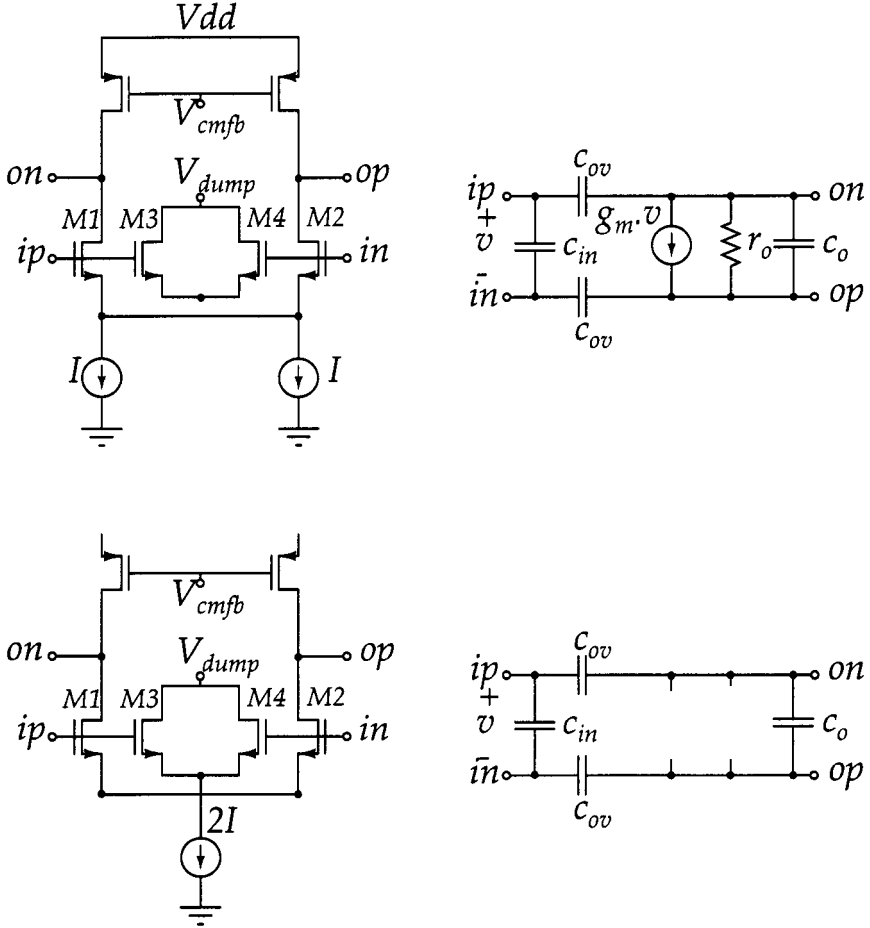 Vdd
Vcmfb
on op
Vdump
M1 M3 M4 M2
ip in
I I
cov
ip on
+ gm.v
v cin ro co
-
in op
cov
Vcmfb
on op
Vdump
M1 M3 M4 M2
ip in
2I
cov
ip on
+
v cin co
-
in op
cov